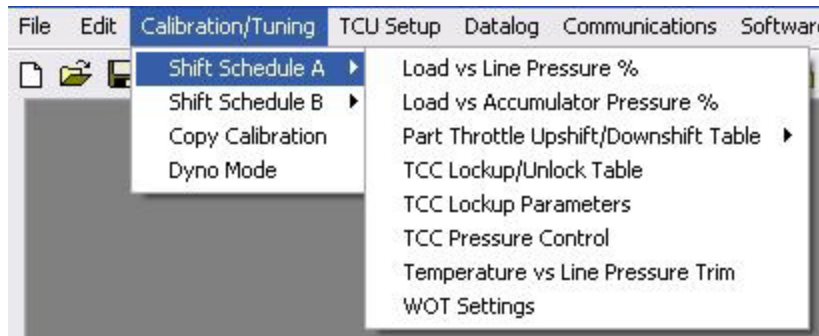 File Edit Calibration/Tuning TCU Setup Datalog Communications
Shift Schedule A
Shift Schedule B
Copy Calibration
Dyno Mode
Load vs Line Pressure %
Load vs Accumulator Pressure %
Part Throttle Upshift/Downshift Table
TCC Lockup/Unlock Table
TCC Lockup Parameters
TCC Pressure Control
Temperature vs Line Pressure Trim
WOT Settings